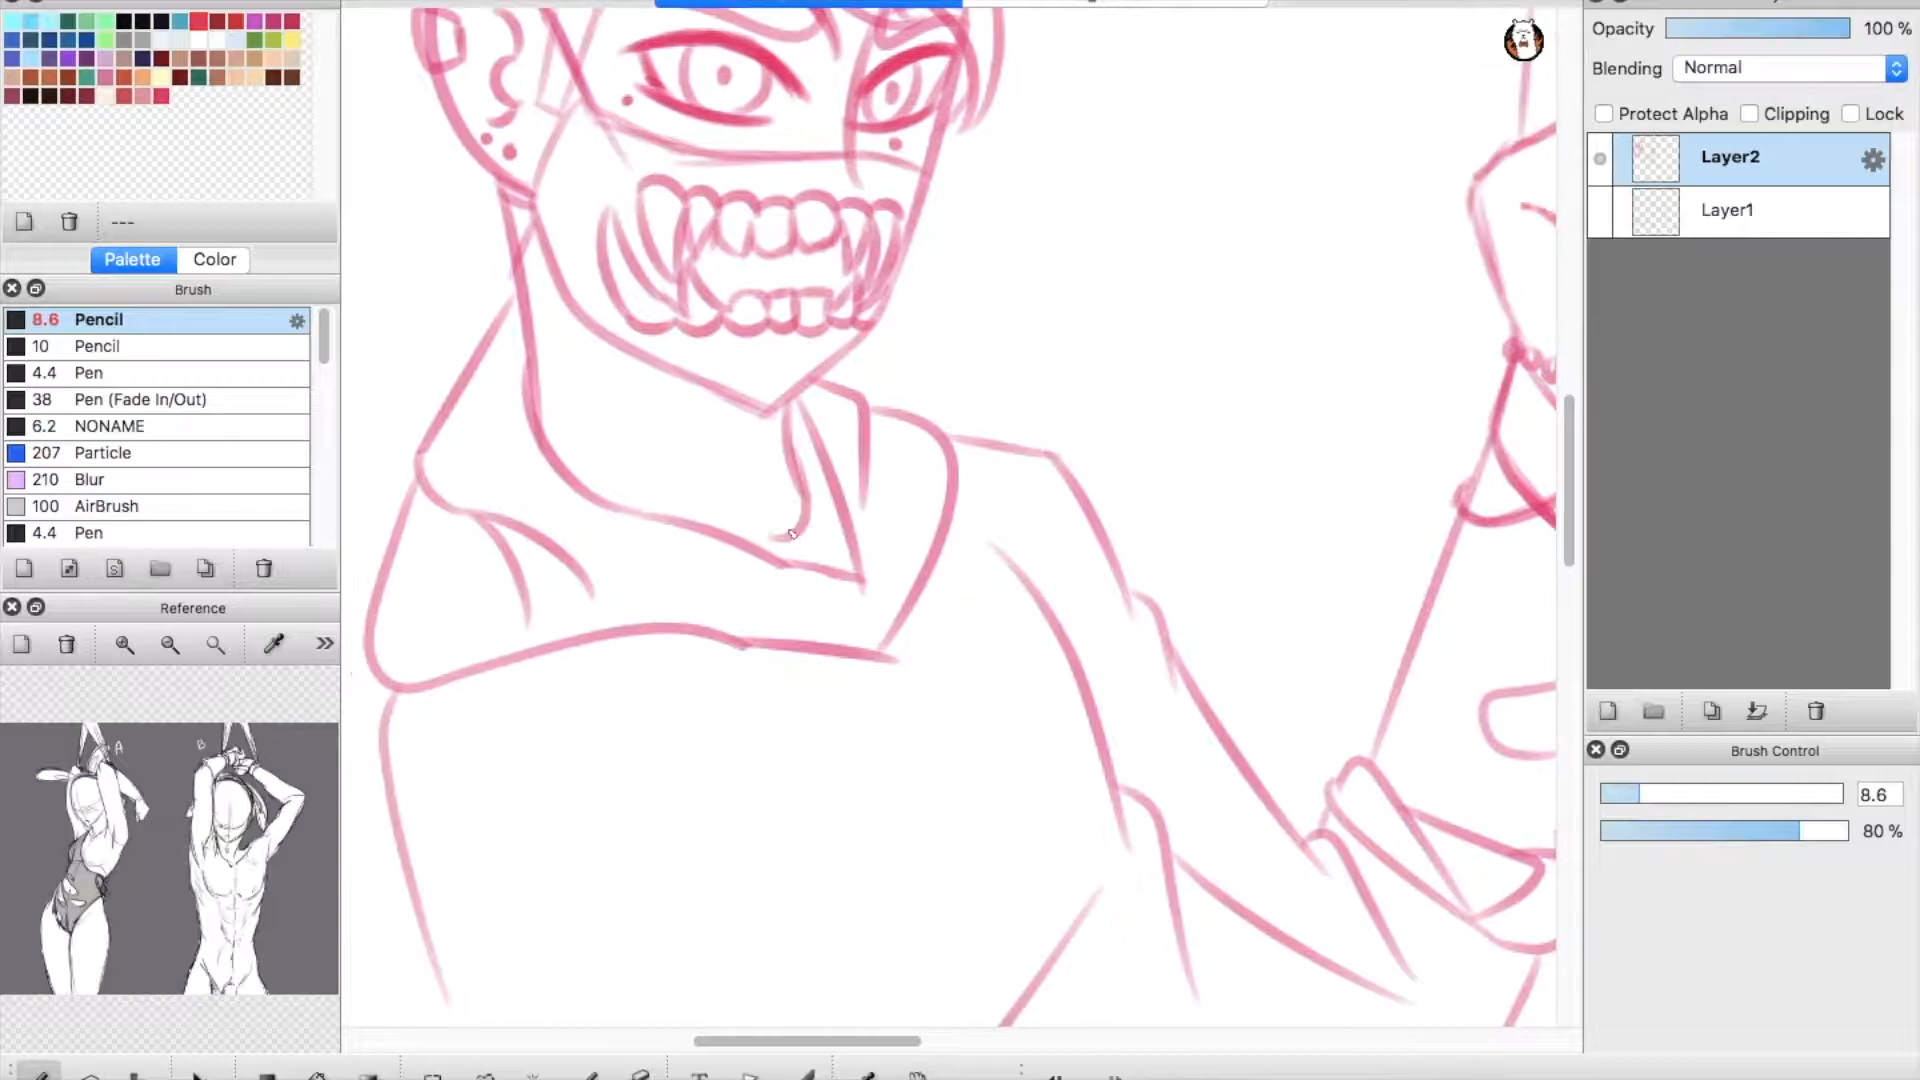 Opacity 100 %
Blending Normal
Protect Alpha Clipping Lock
Layer2
Layer1
---
Palette Color
Brush
8.6 Pencil
10 Pencil
4.4 Pen
38 Pen (Fade In/Out)
6.2 NONAME
207 Particle
210 Blur
100 AirBrush
4.4 Pen
Reference
A
B
Brush Control
8.6
80 %